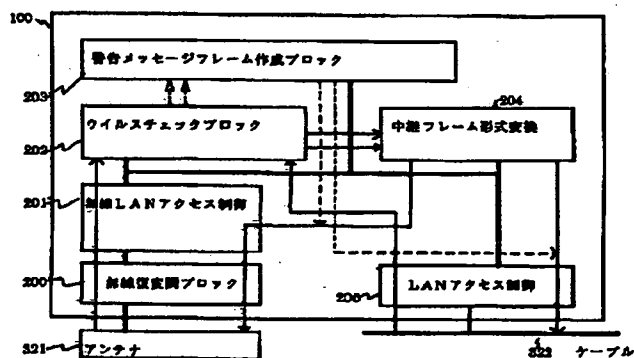 100
警告メッセージフレーム作成ブロック
203
204
ウイルスチェックブロック
中継フレーム形式変換
202
201
無線LANアクセス制御
200
無線復変調ブロック
LANアクセス制御
205
321
アンテナ
322
ケーブル